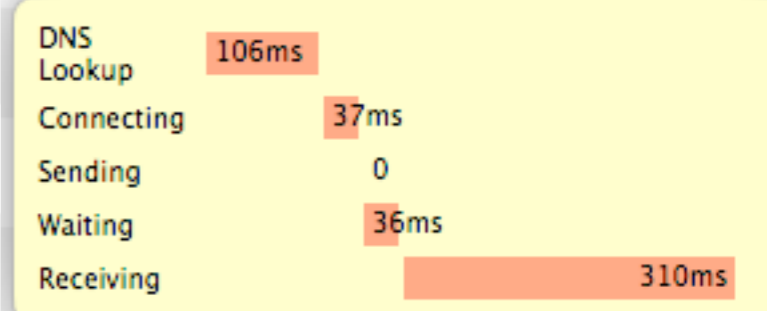 DNS
Lookup 106ms
Connecting 37ms
Sending 0
Waiting 36ms
Receiving 310ms